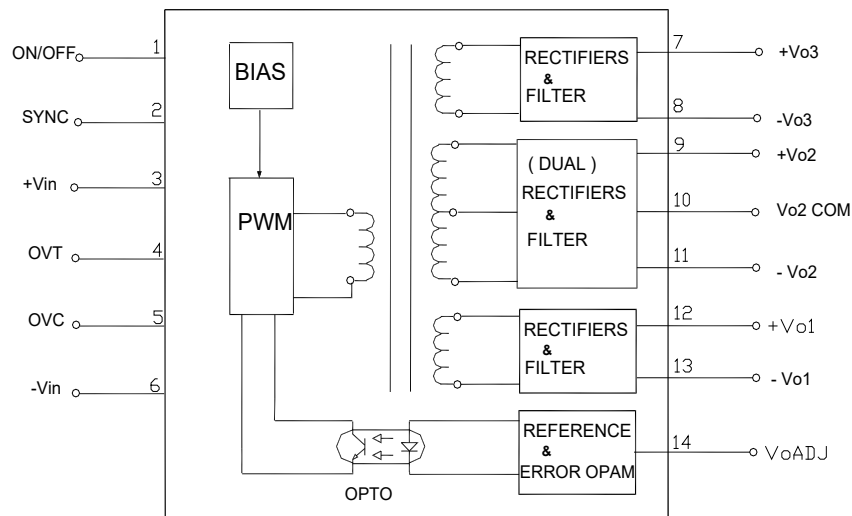 ON/OFF
1
SYNC
2
+Vin
3
OVT
4
OVC
5
-Vin
6
BIAS
PWM
OPTO
RECTIFIERS
&
FILTER
7
+Vo3
8
-Vo3
( DUAL )
RECTIFIERS
&
FILTER
9
+Vo2
10
Vo2 COM
11
- Vo2
RECTIFIERS
&
FILTER
12
+Vo1
13
- Vo1
REFERENCE
&
ERROR OPAM
14
VoADJ